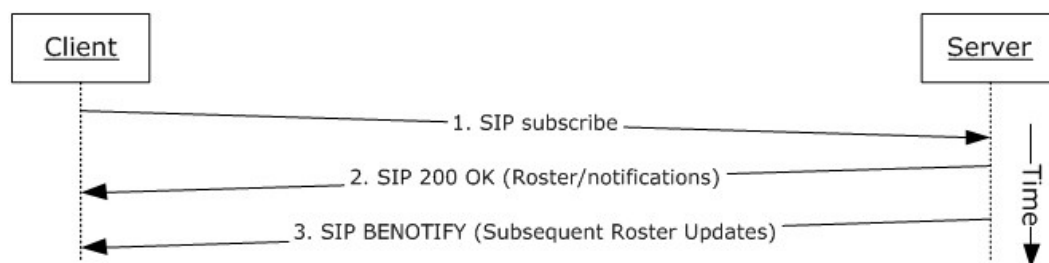 Client
Server
1. SIP subscribe
2. SIP 200 OK (Roster/notifications)
3. SIP BENOTIFY (Subsequent Roster Updates)
Time